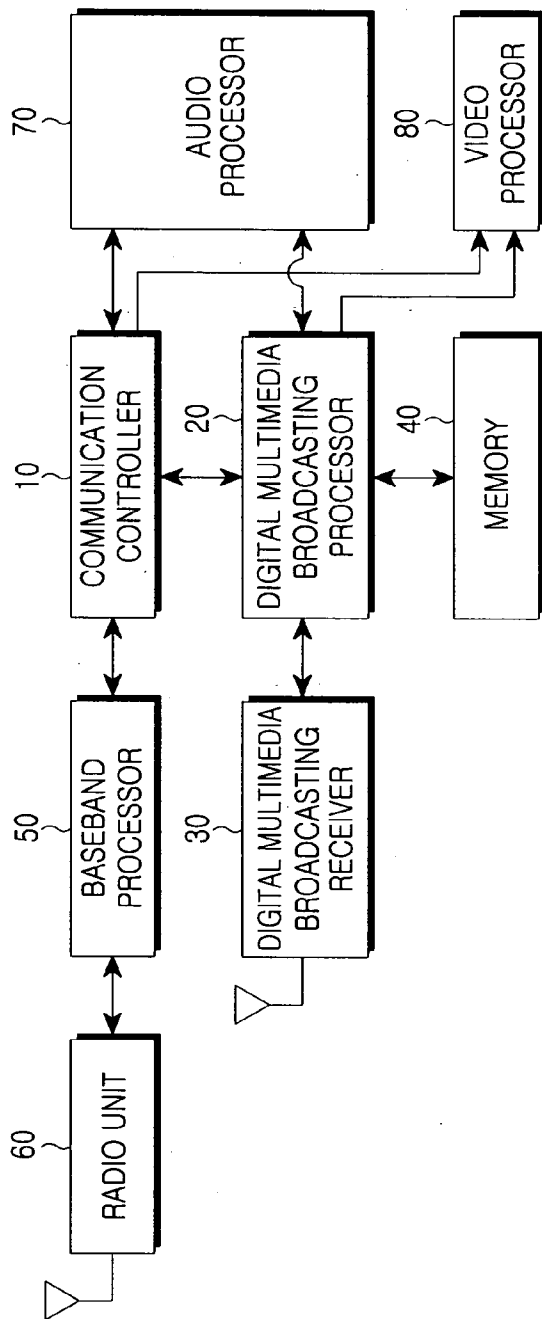 60
RADIO UNIT
50
BASEBAND
PROCESSOR
10
COMMUNICATION
CONTROLLER
70
AUDIO
PROCESSOR
30
DIGITAL MULTIMEDIA
BROADCASTING
RECEIVER
20
DIGITAL MULTIMEDIA
BROADCASTING
PROCESSOR
40
MEMORY
80
VIDEO
PROCESSOR